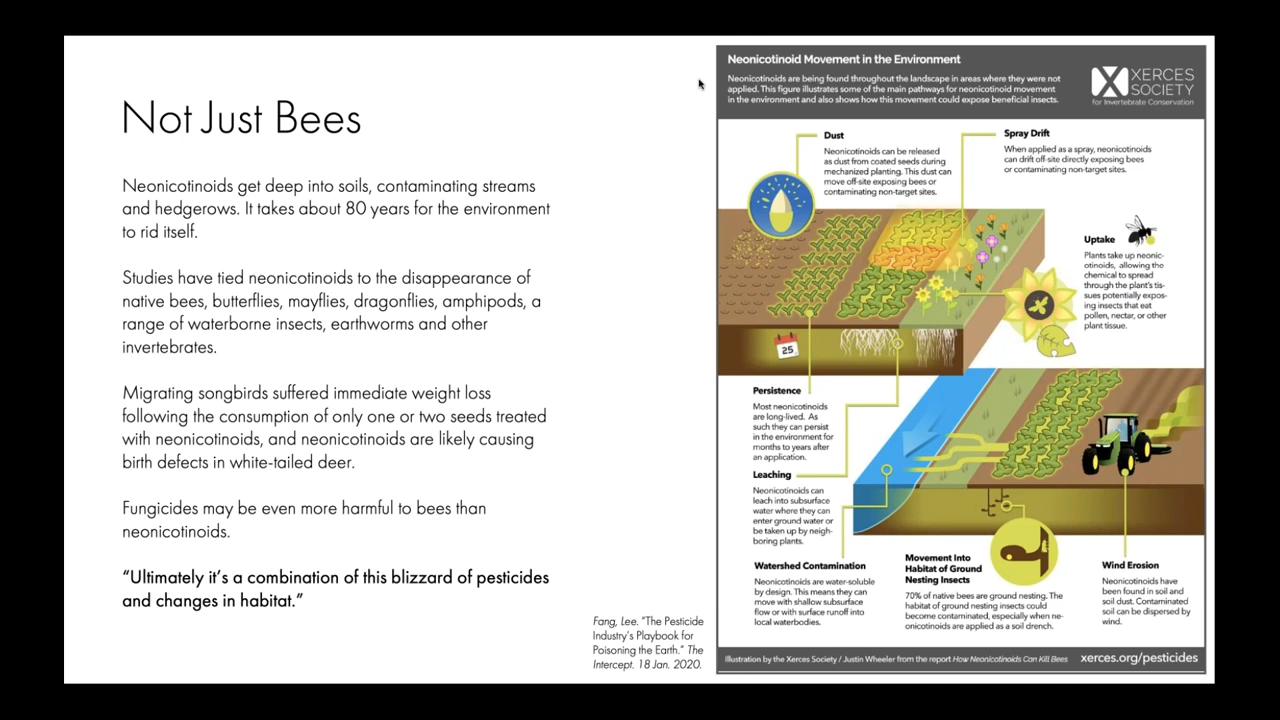 Not Just Bees
Neonicotinoids get deep into soils, contaminating streams
and hedgerows. It takes about 80 years for the environment
to rid itself.
Studies have tied neonicotinoids to the disappearance of
native bees, butterflies, mayflies, dragonflies, amphipods, a
range of waterborne insects, earthworms and other
invertebrates.
Migrating songbirds suffered immediate weight loss
following the consumption of only one or two seeds treated
with neonicotinoids, and neonicotinoids are likely causing
birth defects in white-tailed deer.
Fungicides may be even more harmful to bees than
neonicotinoids.
“Ultimately it’s a combination of this blizzard of pesticides
and changes in habitat.”
Fang, Lee. “The Pesticide
Industry’s Playbook for
Poisoning the Earth.” The
Intercept. 18 Jan. 2020.
Neonicotinoid Movement in the Environment
Neonicotinoids are being found throughout the landscape in areas where they were not
applied. This figure illustrates some of the main pathways for neonicotinoid movement
in the environment and also shows how this movement could expose beneficial insects.
XERCES
SOCIETY
for Invertebrate Conservation
Dust
Neonicotinoids can be released
as dust from coated seeds during
mechanized planting. This dust can
move off-site exposing bees or
contaminating non-target sites.
Spray Drift
When applied as a spray, neonicotinoids
can drift off-site directly exposing bees
or contaminating non-target sites.
Uptake
Plants take up neonic-
otinoids, allowing the
chemical to spread
through the plant's tis-
sues potentially expos-
ing insects that eat
pollen, nectar, or other
plant tissue.
25
Persistence
Most neonicotinoids
are long-lived. As
such they can persist
in the environment for
months to years after
an application.
Leaching
Neonicotinoids can
leach into subsurface
water where they can
enter ground water or
be taken up by neigh-
boring plants.
Watershed Contamination
Neonicotinoids are water-soluble
by design. This means they can
move with shallow subsurface
flow or with surface runoff into
local waterbodies.
Movement Into
Habitat of Ground
Nesting Insects
70% of native bees are ground nesting. The
habitat of ground nesting insects could
become contaminated, especially when ne-
onicotinoids are applied as a soil drench.
Wind Erosion
Neonicotinoids have
been found in soil and
soil dust. Contaminated
soil can be dispersed by
wind.
Illustration by the Xerces Society / Justin Wheeler from the report How Neonicotinoids Can Kill Bees
xerces.org/pesticides